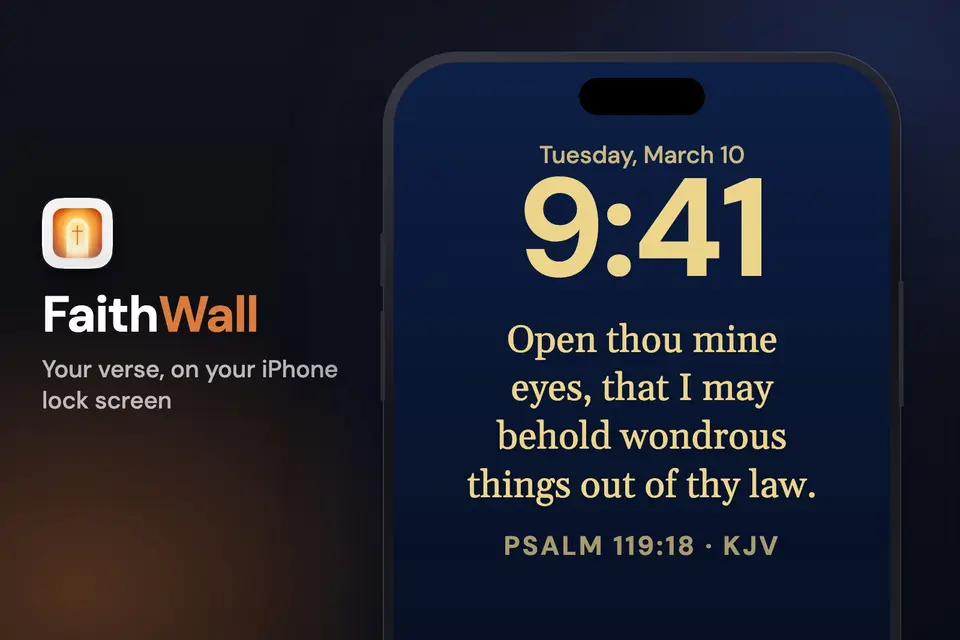 FaithWall
Your verse, on your iPhone
lock screen
Tuesday, March 10
9:41
Open thou mine
eyes, that I may
behold wondrous
things out of thy law.
PSALM 119:18 · KJV